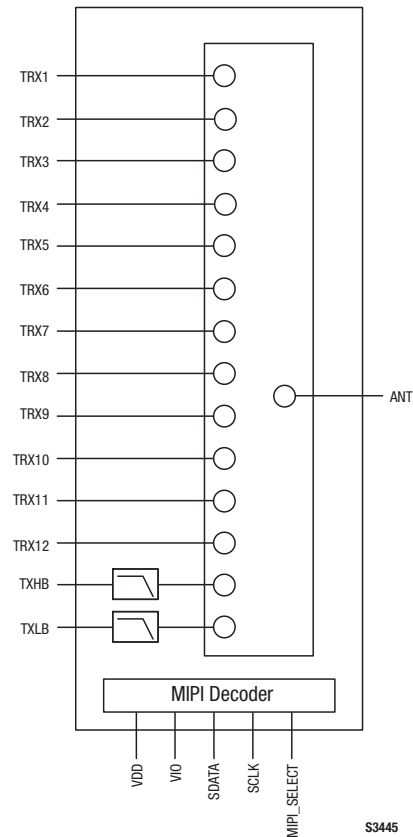 TRX1
TRX2
TRX3
TRX4
TRX5
TRX6
TRX7
TRX8
TRX9
TRX10
TRX11
TRX12
TXHB
TXLB
ANT
MIPI Decoder
VDD
VIO
SDATA
SCLK
MIPI_SELECT
S3445